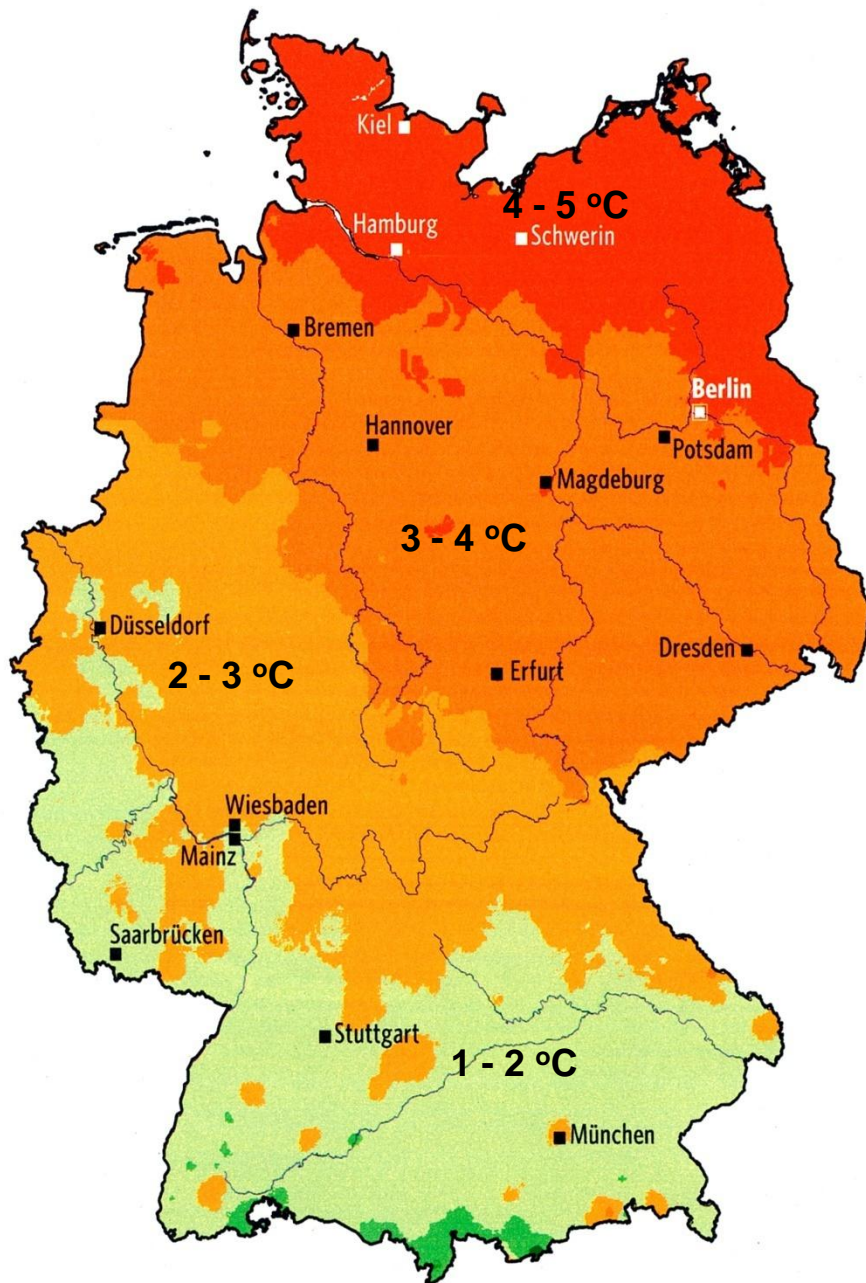 Kiel
4 - 5 ºC
Hamburg
Schwerin
Bremen
Berlin
Hannover
Potsdam
Magdeburg
3 - 4 ºC
Düsseldorf
Dresden
2 - 3 ºC
Erfurt
Wiesbaden
Mainz
Saarbrücken
Stuttgart
1 - 2 ºC
München